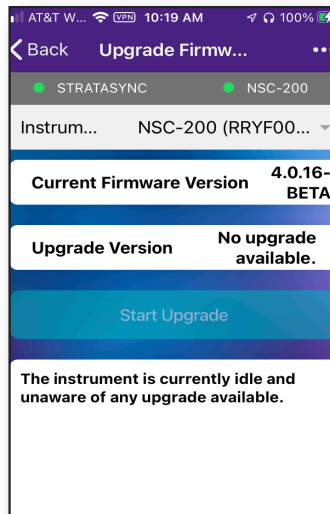 AT&T W... VPN 10:19 AM 100%
Back Upgrade Firmw... ...
STRATASYNC NSC-200
Instrum... NSC-200 (RRYF00...
Current Firmware Version 4.0.16-
BETA
Upgrade Version No upgrade
available.
Start Upgrade
The instrument is currently idle and
unaware of any upgrade available.